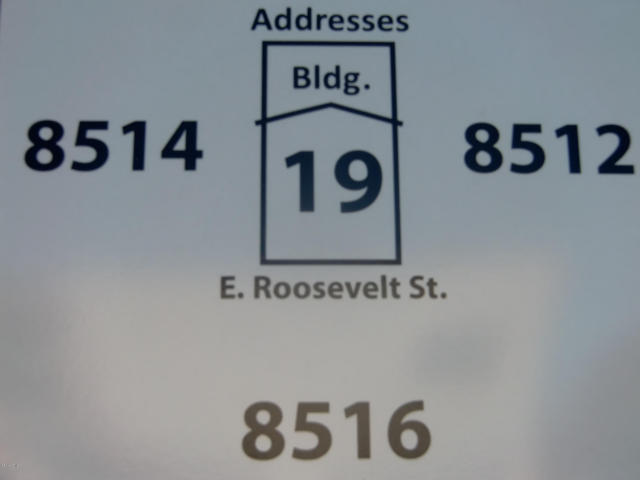 Addresses
Bldg.
8514 19 8512
E. Roosevelt St.
8516